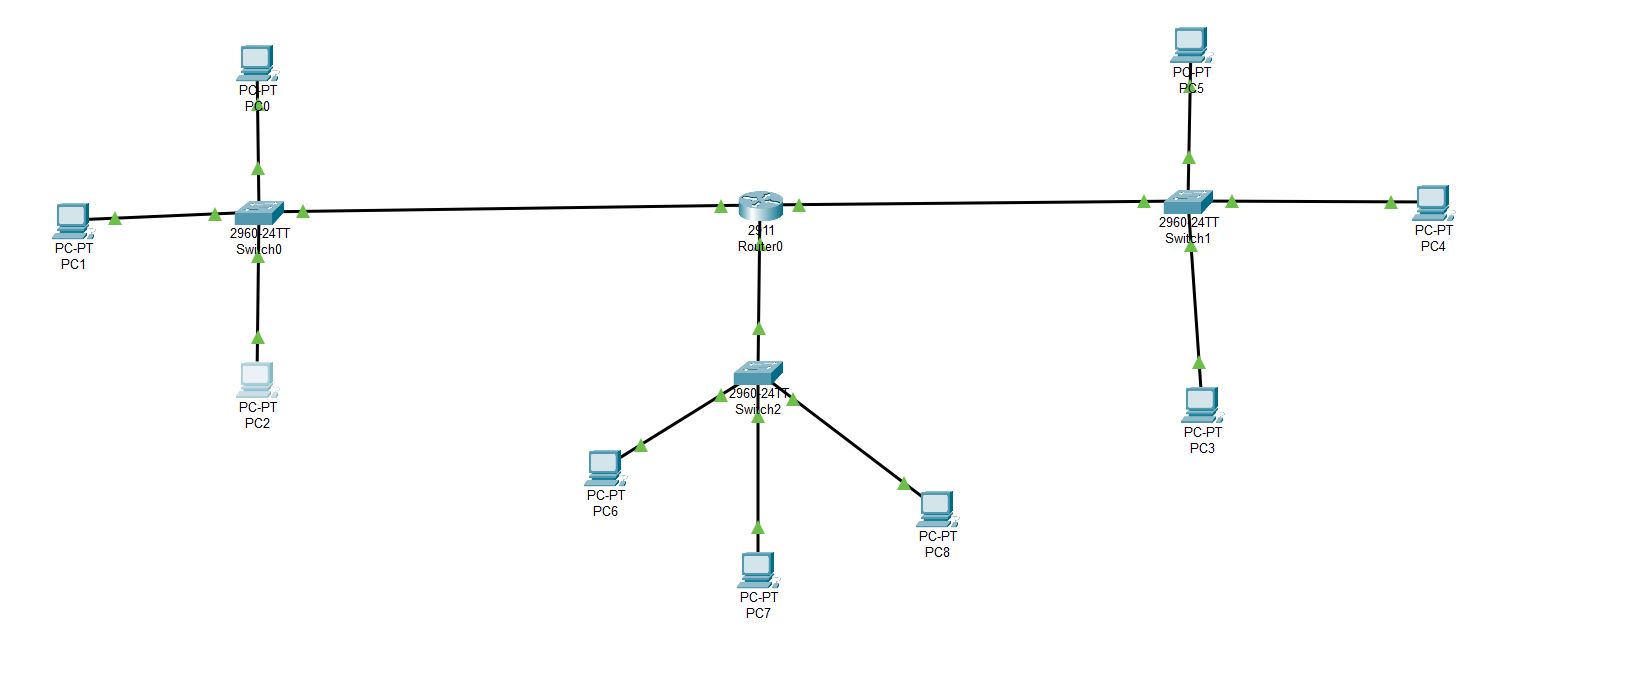 PC-PT
PC0
PC-PT
PC5
PC-PT
PC1
2960-24TT
Switch0
2911
Router0
2960-24TT
Switch1
PC-PT
PC4
PC-PT
PC2
2960-24TT
Switch2
PC-PT
PC3
PC-PT
PC6
PC-PT
PC8
PC-PT
PC7